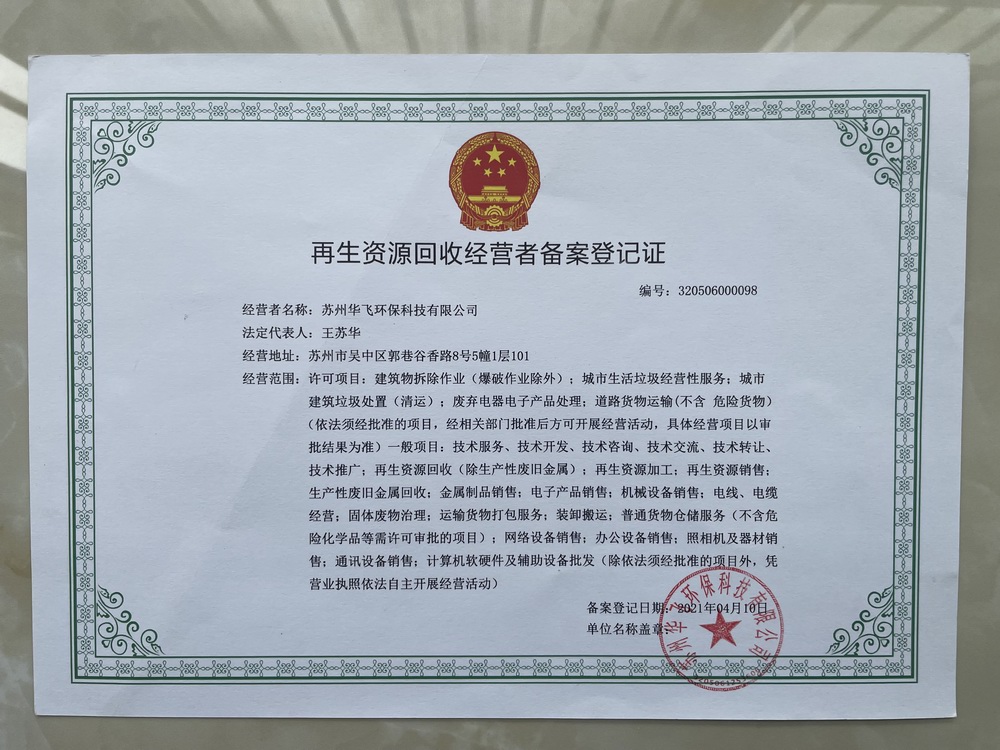 再生资源回收经营者备案登记证
编号：320506000098
经营者名称：苏州华飞环保科技有限公司
法定代表人：王苏华
经营地址：苏州市吴中区郭巷谷香路8号5幢1层101
经营范围：许可项目：建筑物拆除作业（爆破作业除外）；城市生活垃圾经营性服务；城市
建筑垃圾处置（清运）；废弃电器电子产品处理；道路货物运输(不含 危险货物)
（依法须经批准的项目，经相关部门批准后方可开展经营活动，具体经营项目以审
批结果为准）一般项目：技术服务、技术开发、技术咨询、技术交流、技术转让、
技术推广；再生资源回收（除生产性废旧金属）；再生资源加工；再生资源销售；
生产性废旧金属回收；金属制品销售；电子产品销售；机械设备销售；电线、电缆
经营；固体废物治理；运输货物打包服务；装卸搬运；普通货物仓储服务（不含危
险化学品等需许可审批的项目）；网络设备销售；办公设备销售；照相机及器材销
售；通讯设备销售；计算机软硬件及辅助设备批发（除依法须经批准的项目外，凭
营业执照依法自主开展经营活动）
备案登记日期：2021年04月10日
单位名称盖章：
苏州华飞环保科技有限公司